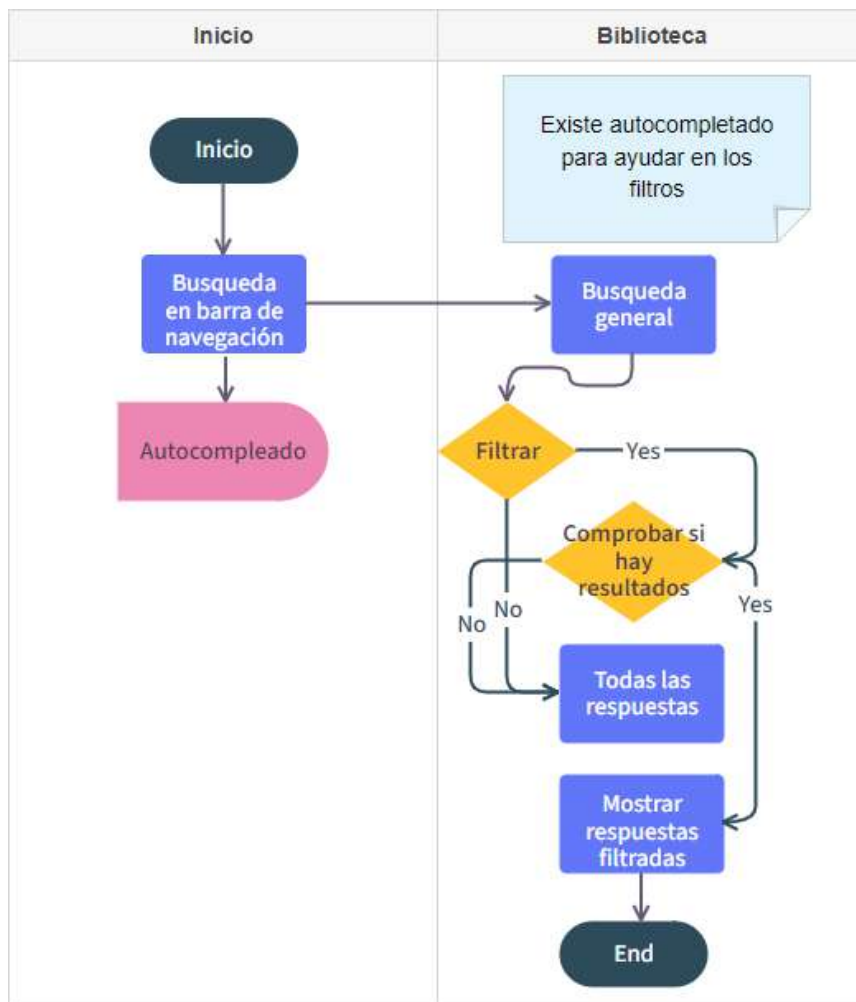 Inicio
Biblioteca
Existe autocompletado
para ayudar en los
filtros
Inicio
Busqueda
en barra de
navegación
Busqueda
general
Autocompleado
Filtrar
Yes
Comprobar si
hay
resultados
No
No
Yes
Todas las
respuestas
Mostrar
respuestas
filtradas
End